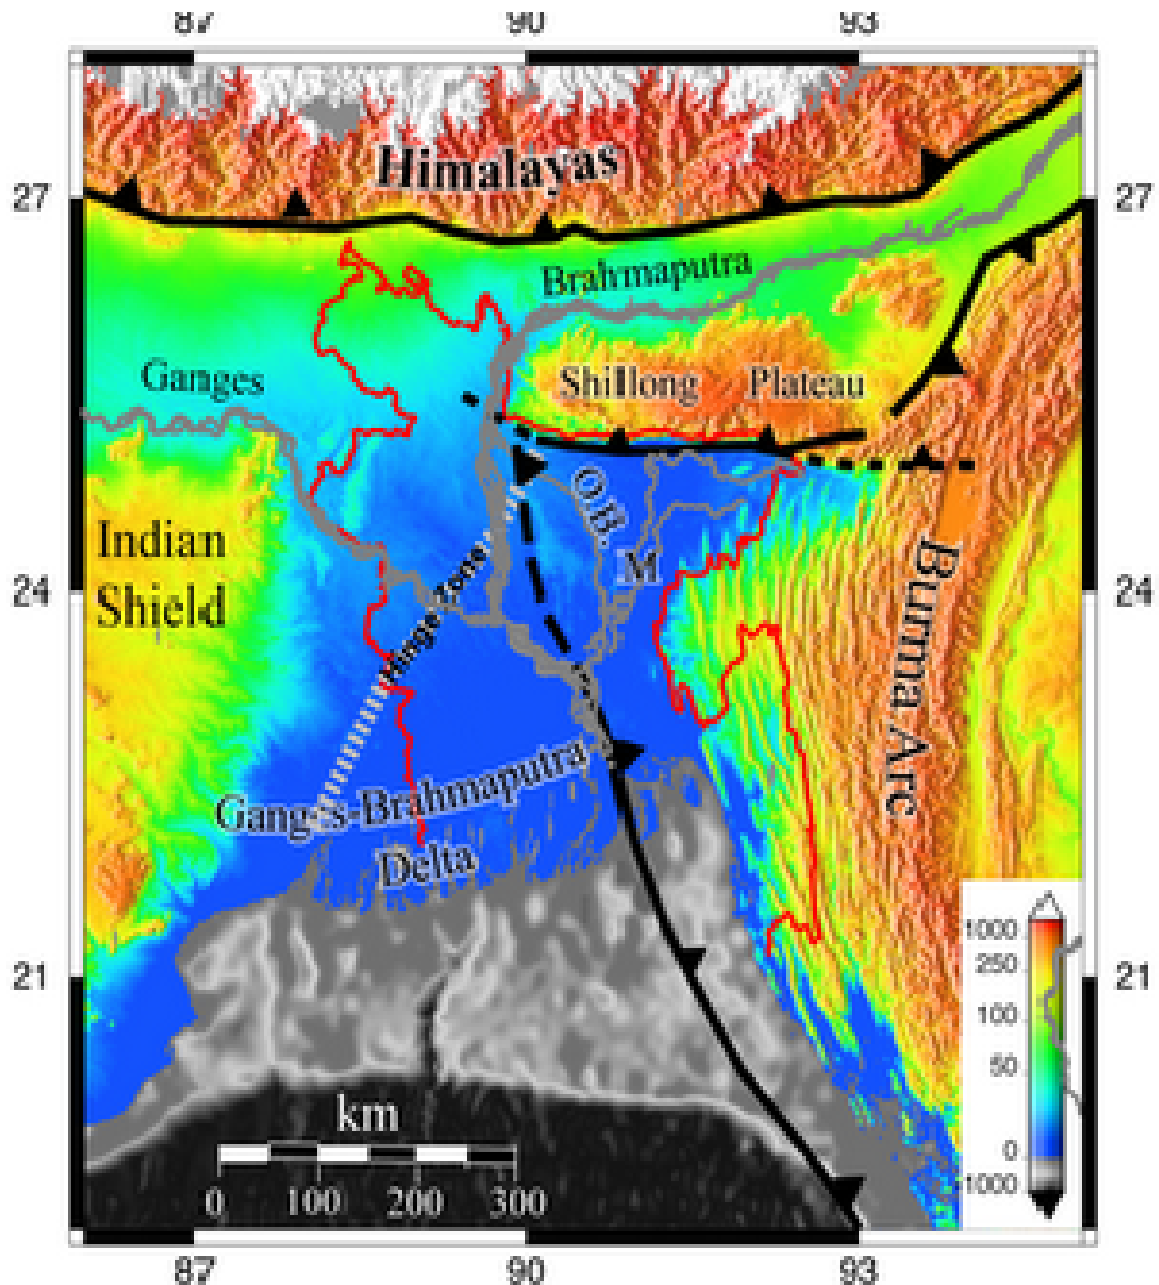 87 90 93
Himalayas
27 27
Brahmaputra
Ganges
Shillong Plateau
O.B.
Indian
Shield
M
Burma Arc
24 24
Hinge Zone
Ganges-Brahmaputra
Delta
21 21
1000
250
100
50
0
1000
km
0 100 200 300
87 90 93